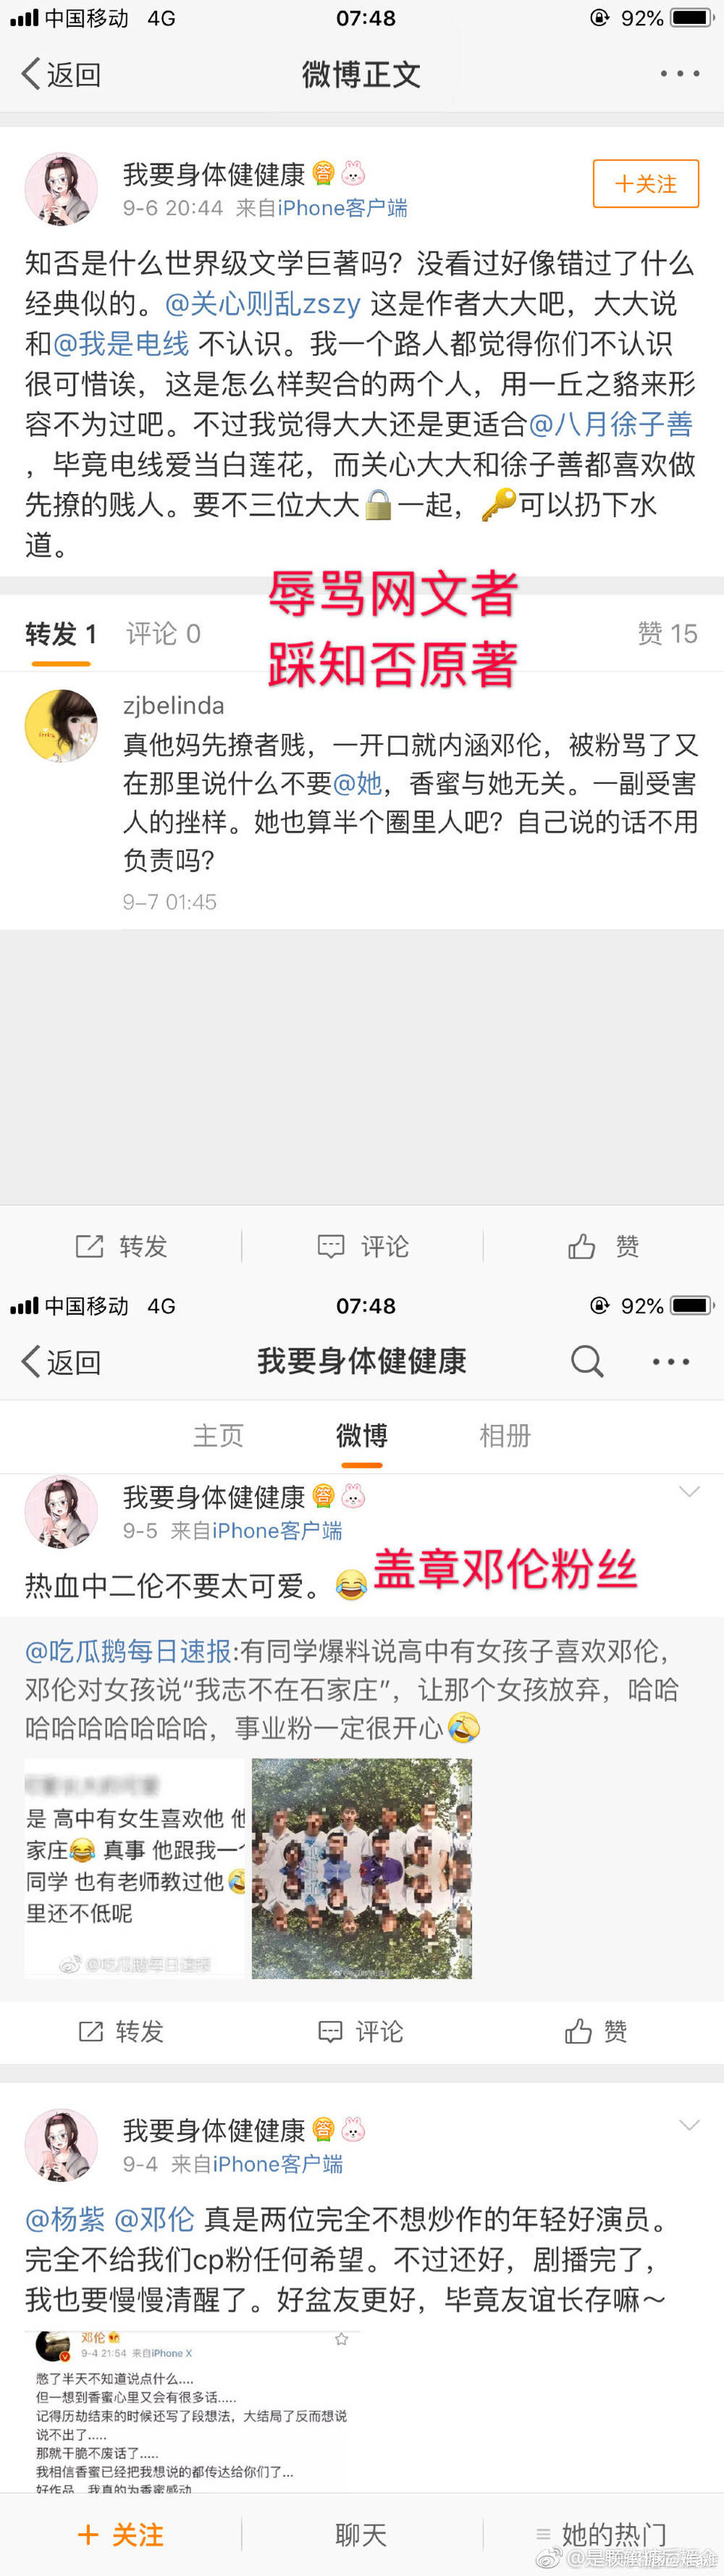 中国移动 4G 07:48 92%
返回 微博正文
我要身体健健康
+关注
9-6 20:44 来自iPhone客户端
知否是什么世界级文学巨著吗？没看过好像错过了什么
经典似的。@关心则乱zszy 这是作者大大吧，大大说
和@我是电线 不认识。我一个路人都觉得你们不认识
很可惜诶，这是怎么样契合的两个人，用一丘之貉来形
容不为过吧。不过我觉得大大还是更适合@八月徐子善
，毕竟电线爱当白莲花，而关心大大和徐子善都喜欢做
先撩的贱人。要不三位大大🔒一起，🔑可以扔下水
道。
辱骂网文者
转发 1 评论 0 赞 15
踩知否原著
zjbelinda
真他妈先撩者贱，一开口就内涵邓伦，被粉骂了又
在那里说什么不要@她，香蜜与她无关。一副受害
人的挫样。她也算半个圈里人吧？自己说的话不用
负责吗？
9-7 01:45
转发 评论 赞
中国移动 4G 07:48 92%
返回 我要身体健健康
主页 微博 相册
我要身体健健康
9-5 来自iPhone客户端
热血中二伦不要太可爱。😂
盖章邓伦粉丝
@吃瓜鹅每日速报:有同学爆料说高中有女孩子喜欢邓伦，
邓伦对女孩说“我志不在石家庄”，让那个女孩放弃，哈哈
哈哈哈哈哈哈哈，事业粉一定很开心🤣
是 高中有女生喜欢他 他
家庄😂 真事 他跟我一个
同学 也有老师教过他
里还不低呢
@吃瓜鹅每日速报
转发 评论 赞
我要身体健健康
9-4 来自iPhone客户端
@杨紫 @邓伦 真是两位完全不想炒作的年轻好演员。
完全不给我们cp粉任何希望。不过还好，剧播完了，
我也要慢慢清醒了。好盆友更好，毕竟友谊长存嘛～
邓伦
9-4 21:54 来自iPhone X
憋了半天不知道说点什么....
但一想到香蜜心里又会有很多话.....
记得历劫结束的时候还写了段想法，大结局了反而想说
说不出了.....
那就干脆不废话了.....
我相信香蜜已经把我想说的都传达给你们了...
好作品，我真的为香蜜感动
+ 关注 聊天 她的热门